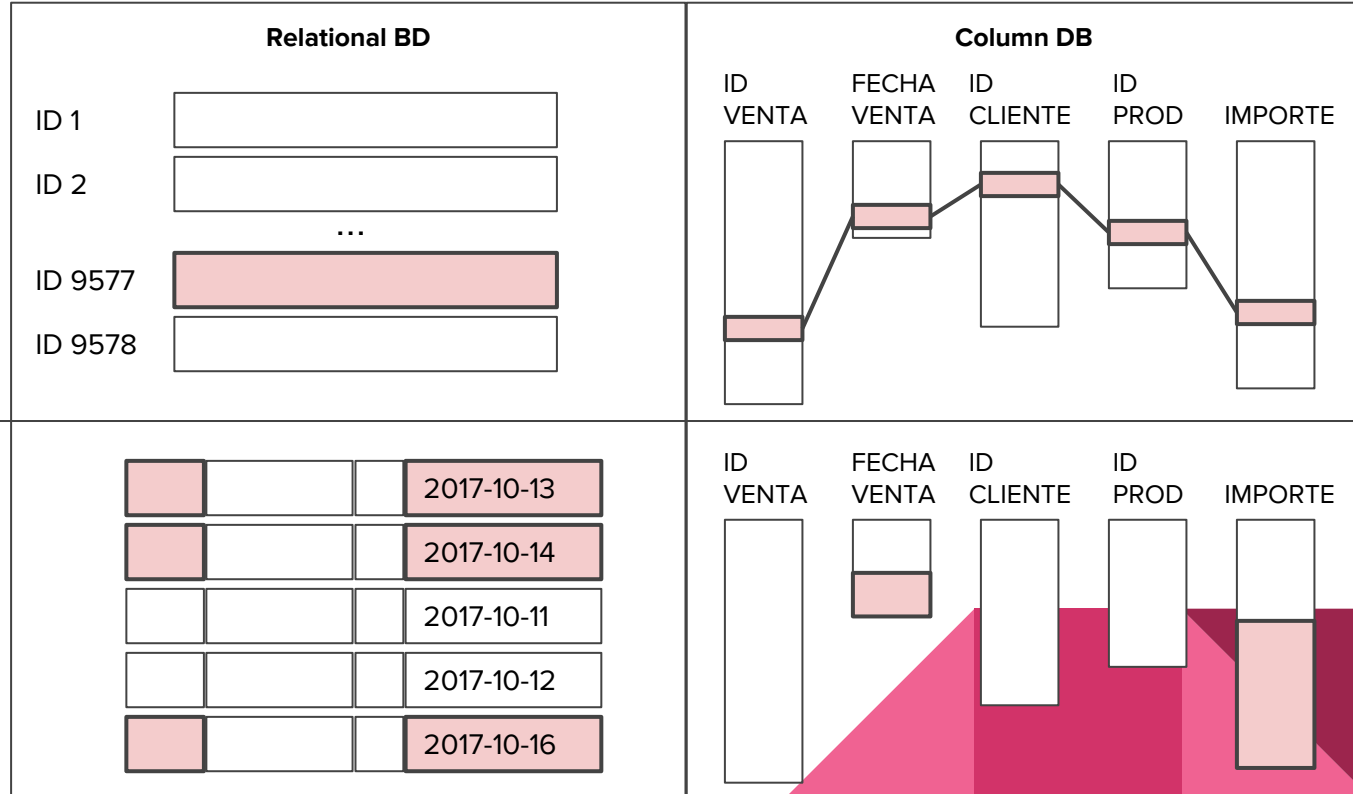 Relational BD
ID 1
ID 2
...
ID 9577
ID 9578
Column DB
ID
VENTA
FECHA
VENTA
ID
CLIENTE
ID
PROD
IMPORTE
2017-10-13
2017-10-14
2017-10-11
2017-10-12
2017-10-16
ID
VENTA
FECHA
VENTA
ID
CLIENTE
ID
PROD
IMPORTE